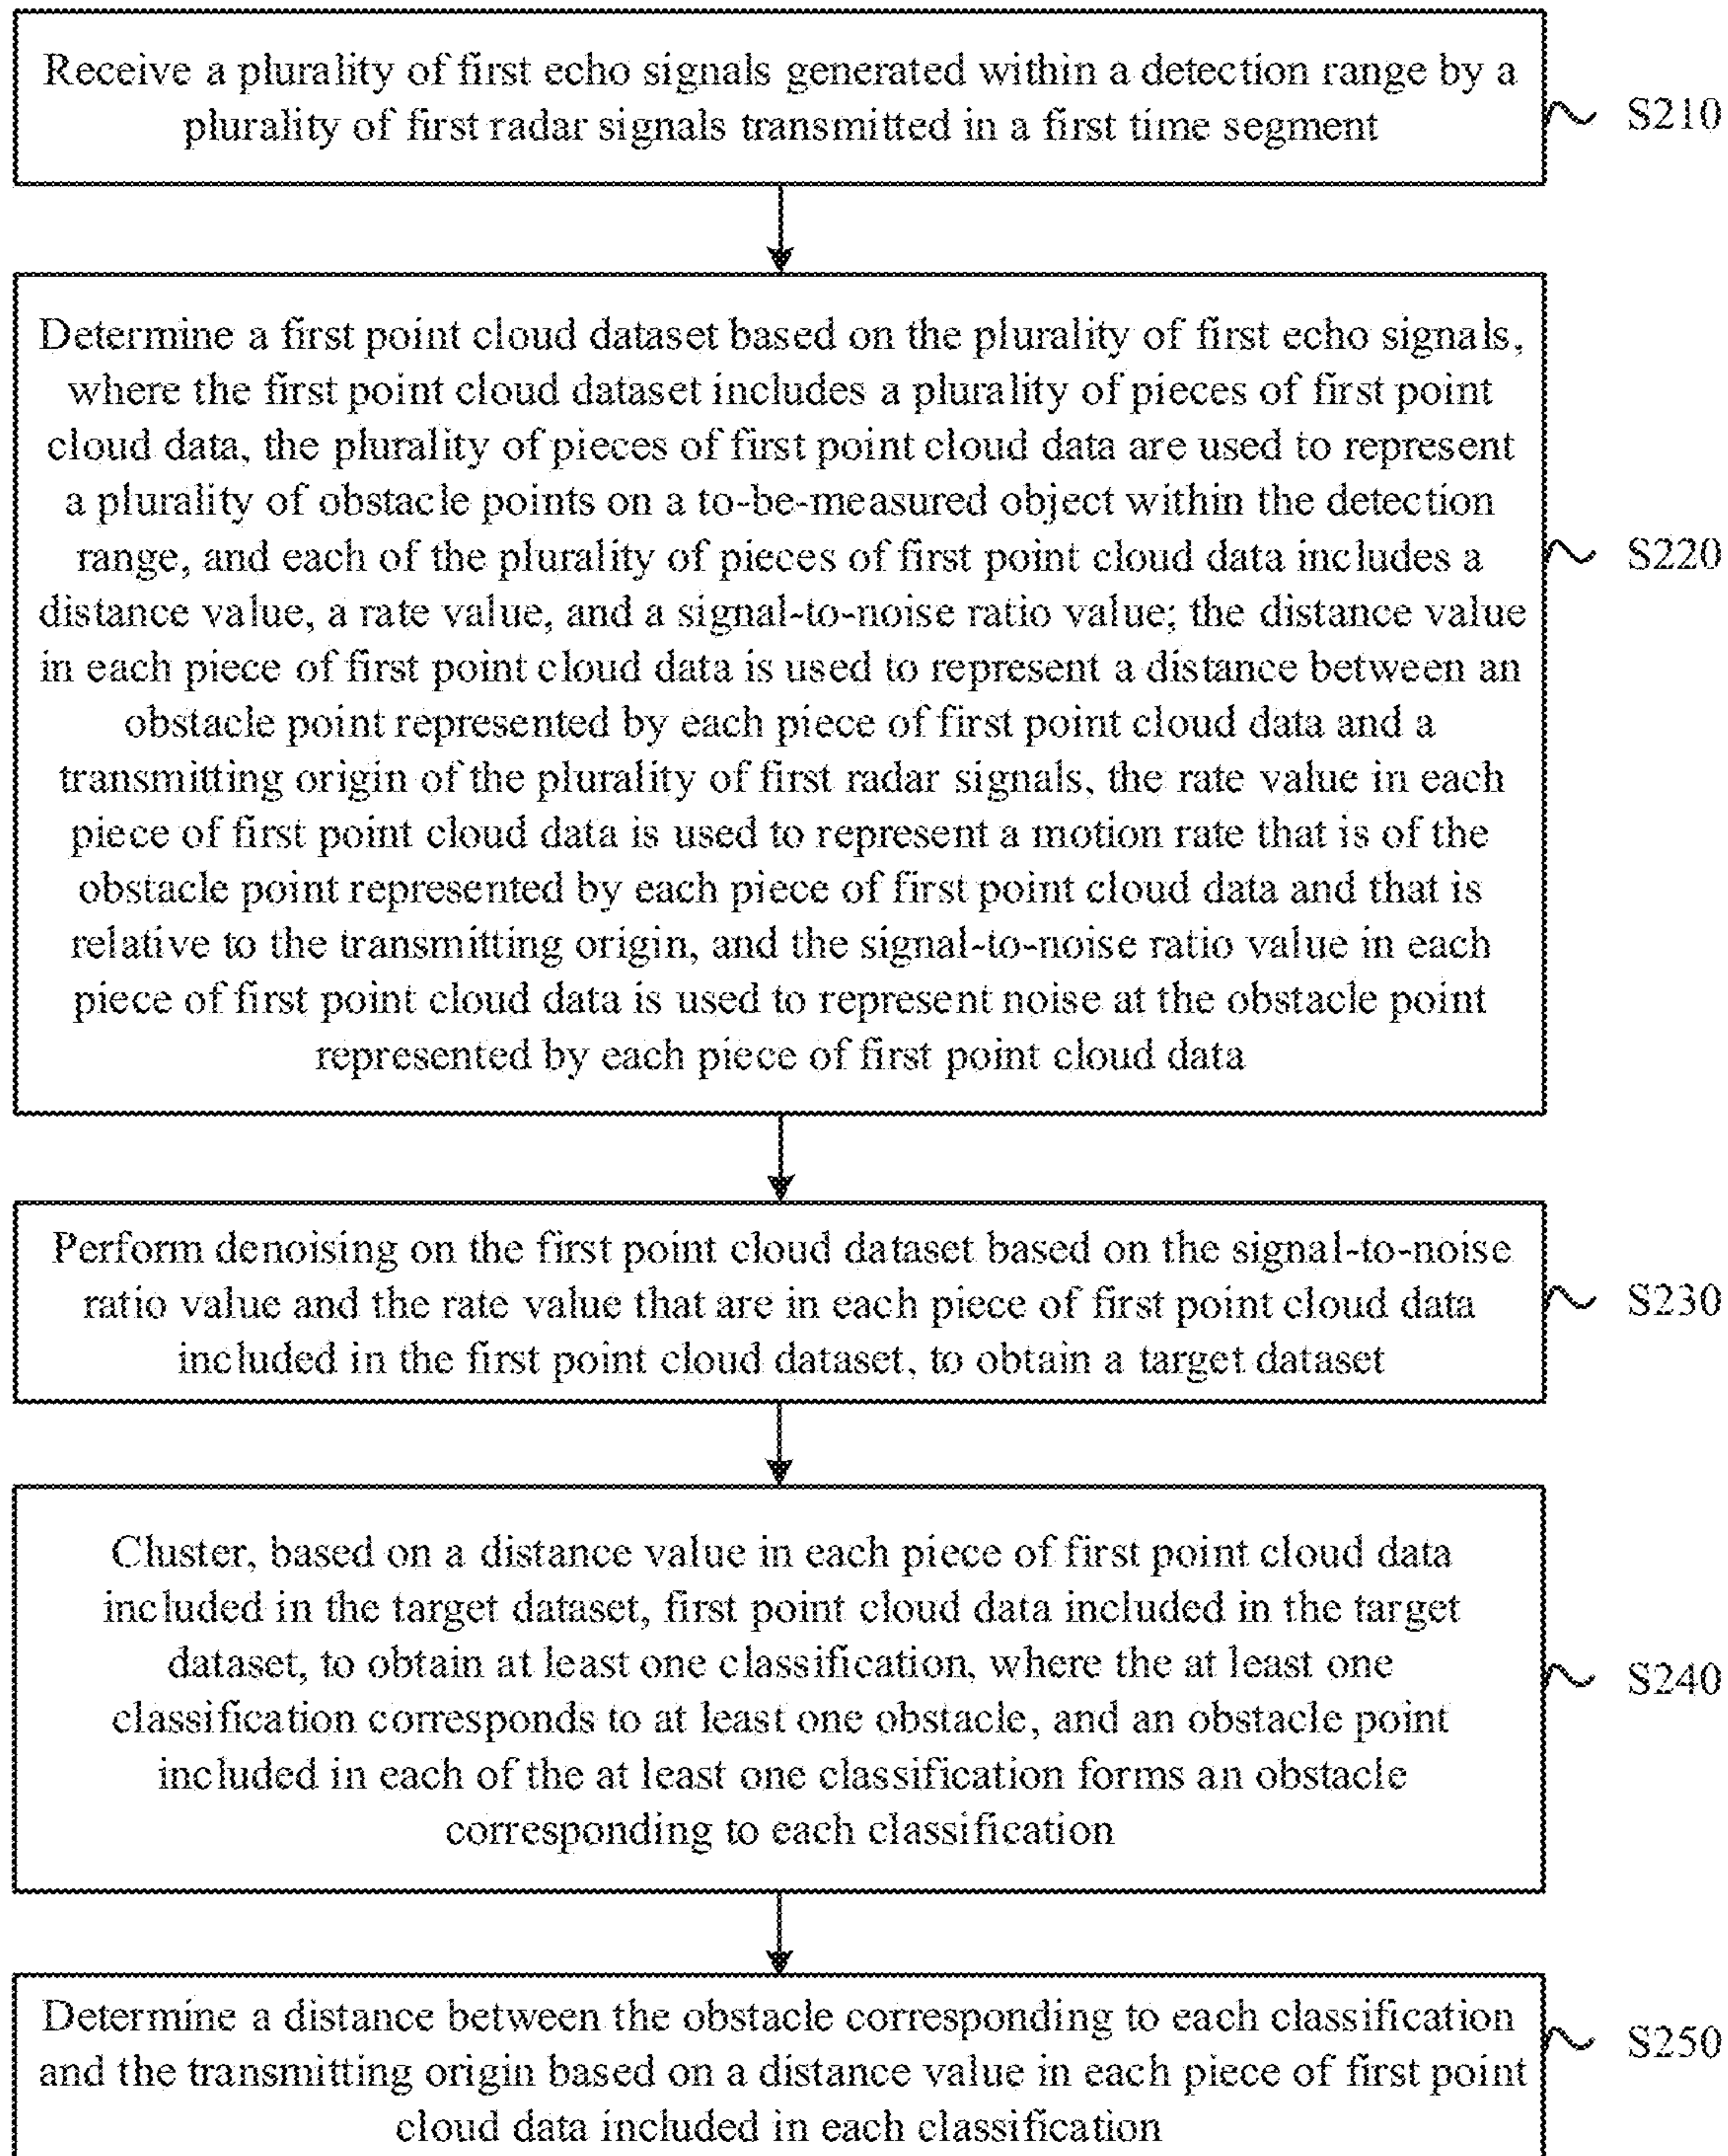 Receive a plurality of first echo signals generated within a detection range by a
plurality of first radar signals transmitted in a first time segment
S210
Determine a first point cloud dataset based on the plurality of first echo signals,
where the first point cloud dataset includes a plurality of pieces of first point
cloud data, the plurality of pieces of first point cloud data are used to represent
a plurality of obstacle points on a to-be-measured object within the detection
range, and each of the plurality of pieces of first point cloud data includes a
distance value, a rate value, and a signal-to-noise ratio value; the distance value
in each piece of first point cloud data is used to represent a distance between an
obstacle point represented by each piece of first point cloud data and a
transmitting origin of the plurality of first radar signals, the rate value in each
piece of first point cloud data is used to represent a motion rate that is of the
obstacle point represented by each piece of first point cloud data and that is
relative to the transmitting origin, and the signal-to-noise ratio value in each
piece of first point cloud data is used to represent noise at the obstacle point
represented by each piece of first point cloud data
S220
Perform denoising on the first point cloud dataset based on the signal-to-noise
ratio value and the rate value that are in each piece of first point cloud data
included in the first point cloud dataset, to obtain a target dataset
S230
Cluster, based on a distance value in each piece of first point cloud data
included in the target dataset, first point cloud data included in the target
dataset, to obtain at least one classification, where the at least one
classification corresponds to at least one obstacle, and an obstacle point
included in each of the at least one classification forms an obstacle
corresponding to each classification
S240
Determine a distance between the obstacle corresponding to each classification
and the transmitting origin based on a distance value in each piece of first point
cloud data included in each classification
S250